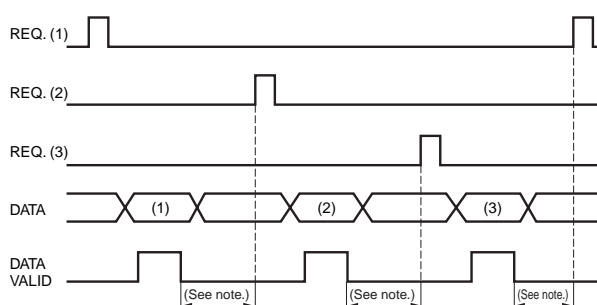 REQ. (1)
REQ. (2)
REQ. (3)
DATA (1) (2) (3)
DATA
VALID
(See note.) (See note.) (See note.)